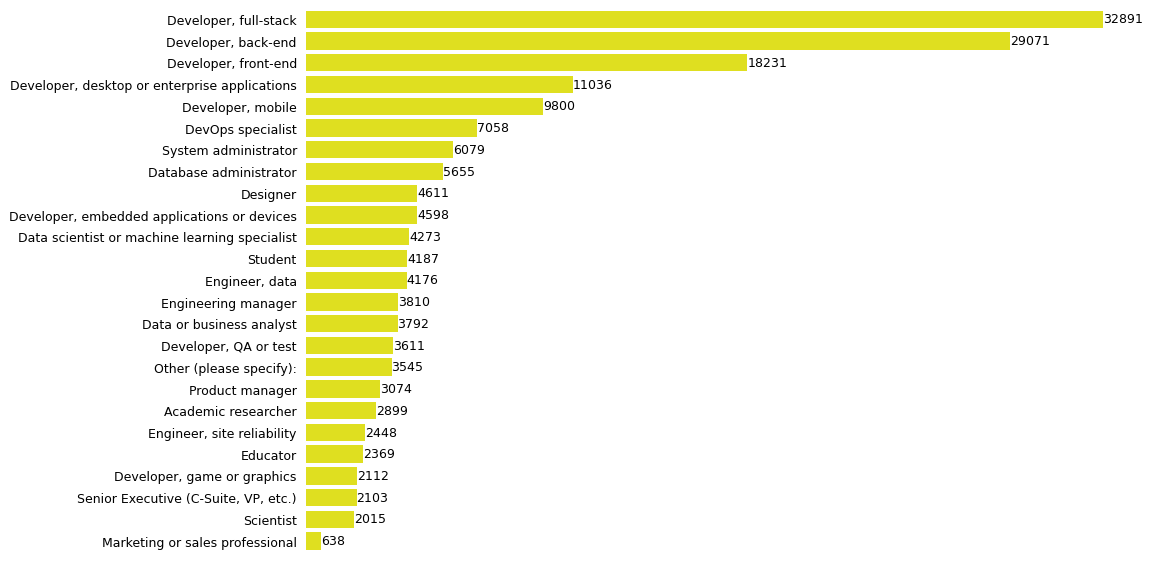 Developer, full-stack 32891
Developer, back-end 29071
Developer, front-end 18231
Developer, desktop or enterprise applications 11036
Developer, mobile 9800
DevOps specialist 7058
System administrator 6079
Database administrator 5655
Designer 4611
Developer, embedded applications or devices 4598
Data scientist or machine learning specialist 4273
Student 4187
Engineer, data 4176
Engineering manager 3810
Data or business analyst 3792
Developer, QA or test 3611
Other (please specify): 3545
Product manager 3074
Academic researcher 2899
Engineer, site reliability 2448
Educator 2369
Developer, game or graphics 2112
Senior Executive (C-Suite, VP, etc.) 2103
Scientist 2015
Marketing or sales professional 638